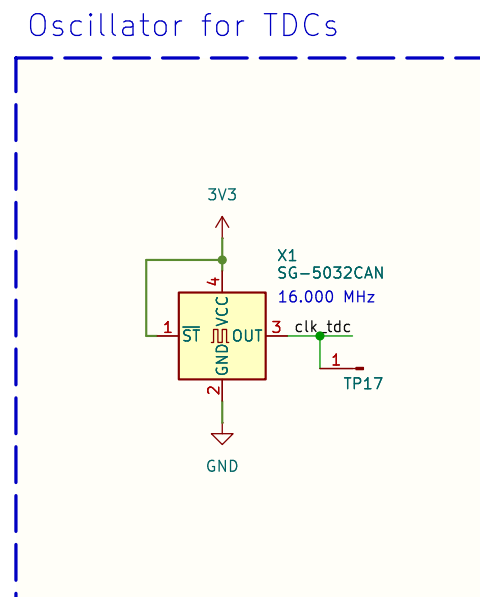 Oscillator for TDCs
3V3
X1
SG-5032CAN
16.000 MHz
4
VCC
1
ST
OUT
3
clk_tdc
GND
2
1
TP17
GND